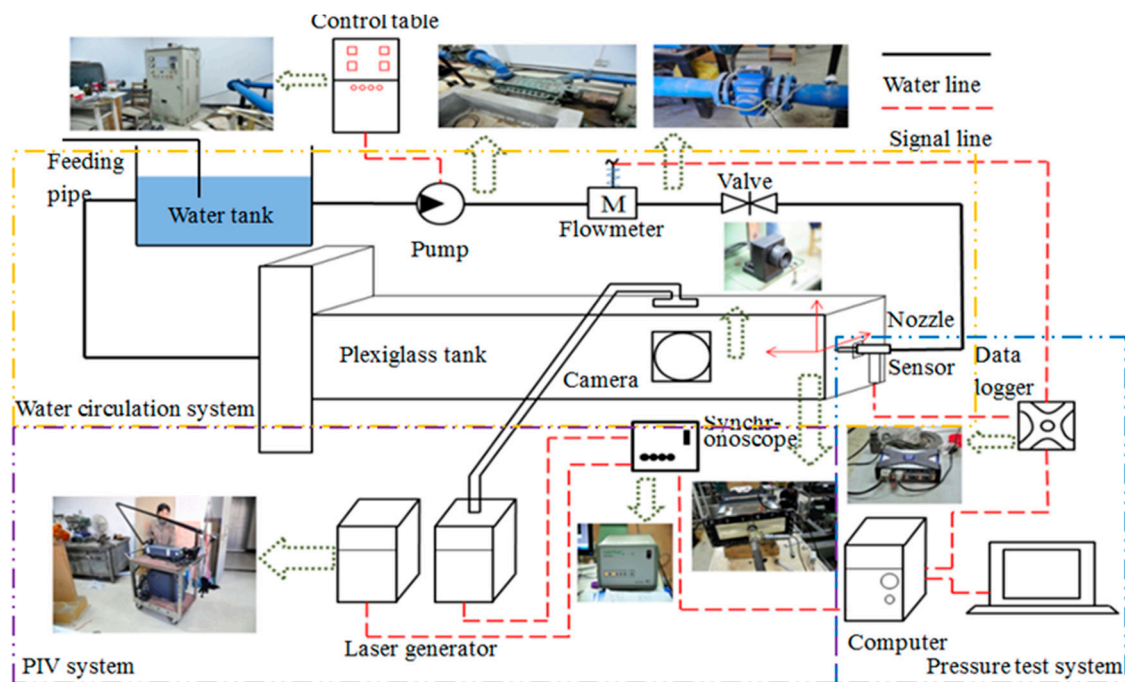 Control table
Water line
Signal line
Feeding
pipe
Water tank
Pump
M
Flowmeter
Valve
Nozzle
Plexiglass tank
Camera
Sensor
Data
logger
Water circulation system
Synchr-
onoscope
Laser generator
Computer
PIV system
Pressure test system